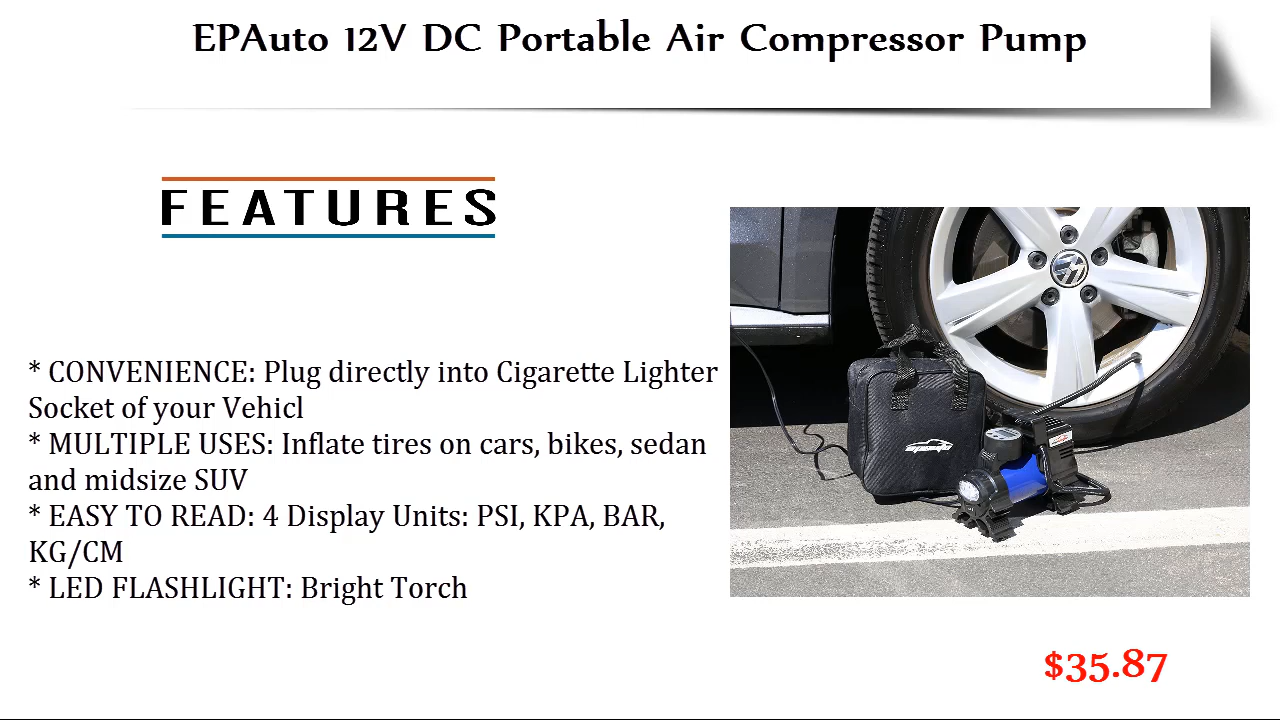 EPAuto 12V DC Portable Air Compressor Pump
FEATURES
* CONVENIENCE: Plug directly into Cigarette Lighter
Socket of your Vehicl
* MULTIPLE USES: Inflate tires on cars, bikes, sedan
and midsize SUV
* EASY TO READ: 4 Display Units: PSI, KPA, BAR,
KG/CM
* LED FLASHLIGHT: Bright Torch
$35.87